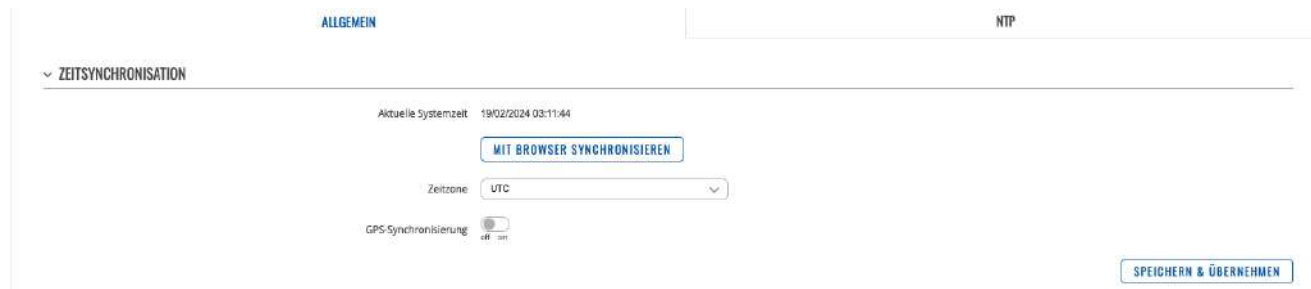 ALLGEMEIN NTP
ZEITSYNCHRONISATION
Aktuelle Systemzeit 19/02/2024 03:11:44
MIT BROWSER SYNCHRONISIEREN
Zeitzone UTC
GPS-Synchronisierung
off on
SPEICHERN & ÜBERNEHMEN